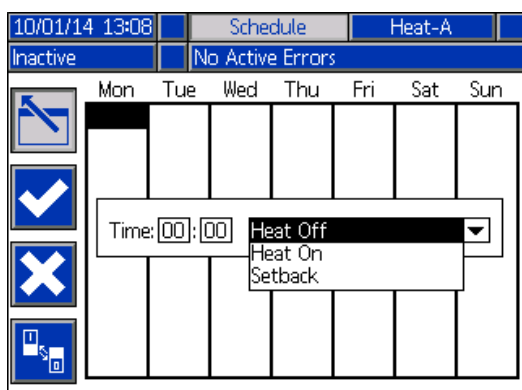 10/01/14 13:08 Schedule Heat-A
Inactive No Active Errors
Mon Tue Wed Thu Fri Sat Sun
Time: 00 : 00 Heat Off
Heat On
Setback